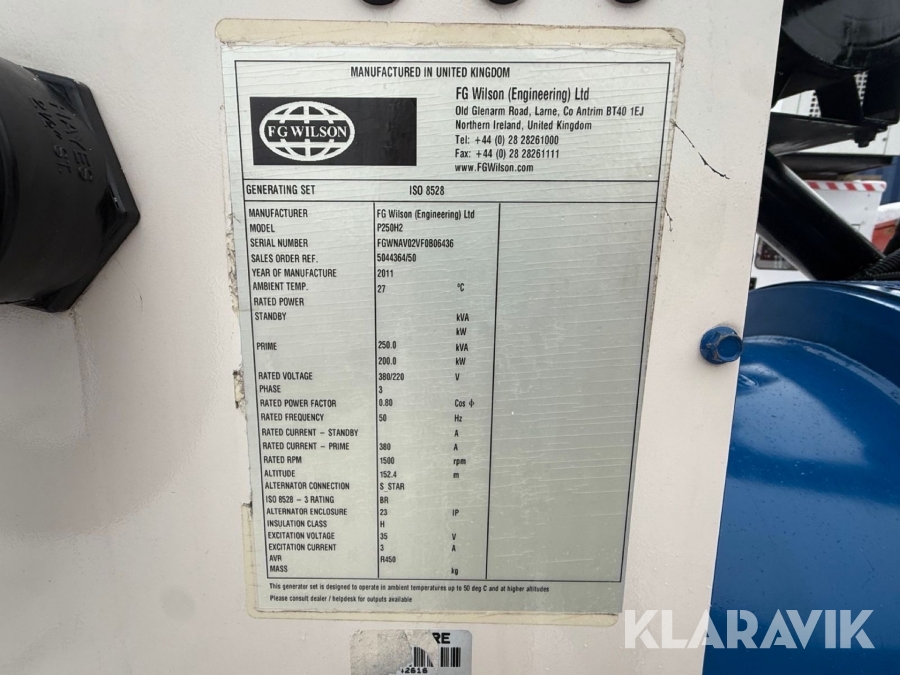 MANUFACTURED IN UNITED KINGDOM
FG WILSON
FG Wilson (Engineering) Ltd
Old Glenarm Road, Larne, Co Antrim BT40 1EJ
Northern Ireland, United Kingdom
Tel: +44 (0) 28 28261000
Fax: +44 (0) 28 28261111
www.FGWilson.com
GENERATING SET ISO 8528
MANUFACTURER FG Wilson (Engineering) Ltd
MODEL P250H2
SERIAL NUMBER FGWNAV02VF0B06436
SALES ORDER REF. 5044364/50
YEAR OF MANUFACTURE 2011
AMBIENT TEMP. 27 °C
RATED POWER
STANDBY kVA
kW
PRIME 250.0 kVA
200.0 kW
RATED VOLTAGE 380/220 V
PHASE 3
RATED POWER FACTOR 0.80 Cos ϕ
RATED FREQUENCY 50 Hz
RATED CURRENT – STANDBY A
RATED CURRENT – PRIME 380 A
RATED RPM 1500 rpm
ALTITUDE 152.4 m
ALTERNATOR CONNECTION S_STAR
ISO 8528 – 3 RATING BR
ALTERNATOR ENCLOSURE 23 IP
INSULATION CLASS H
EXCITATION VOLTAGE 35 V
EXCITATION CURRENT 3 A
AVR R450
MASS kg
This generator set is designed to operate in ambient temperatures up to 50 deg C and at higher altitudes
Please consult dealer / helpdesk for outputs available
KLARAVIK